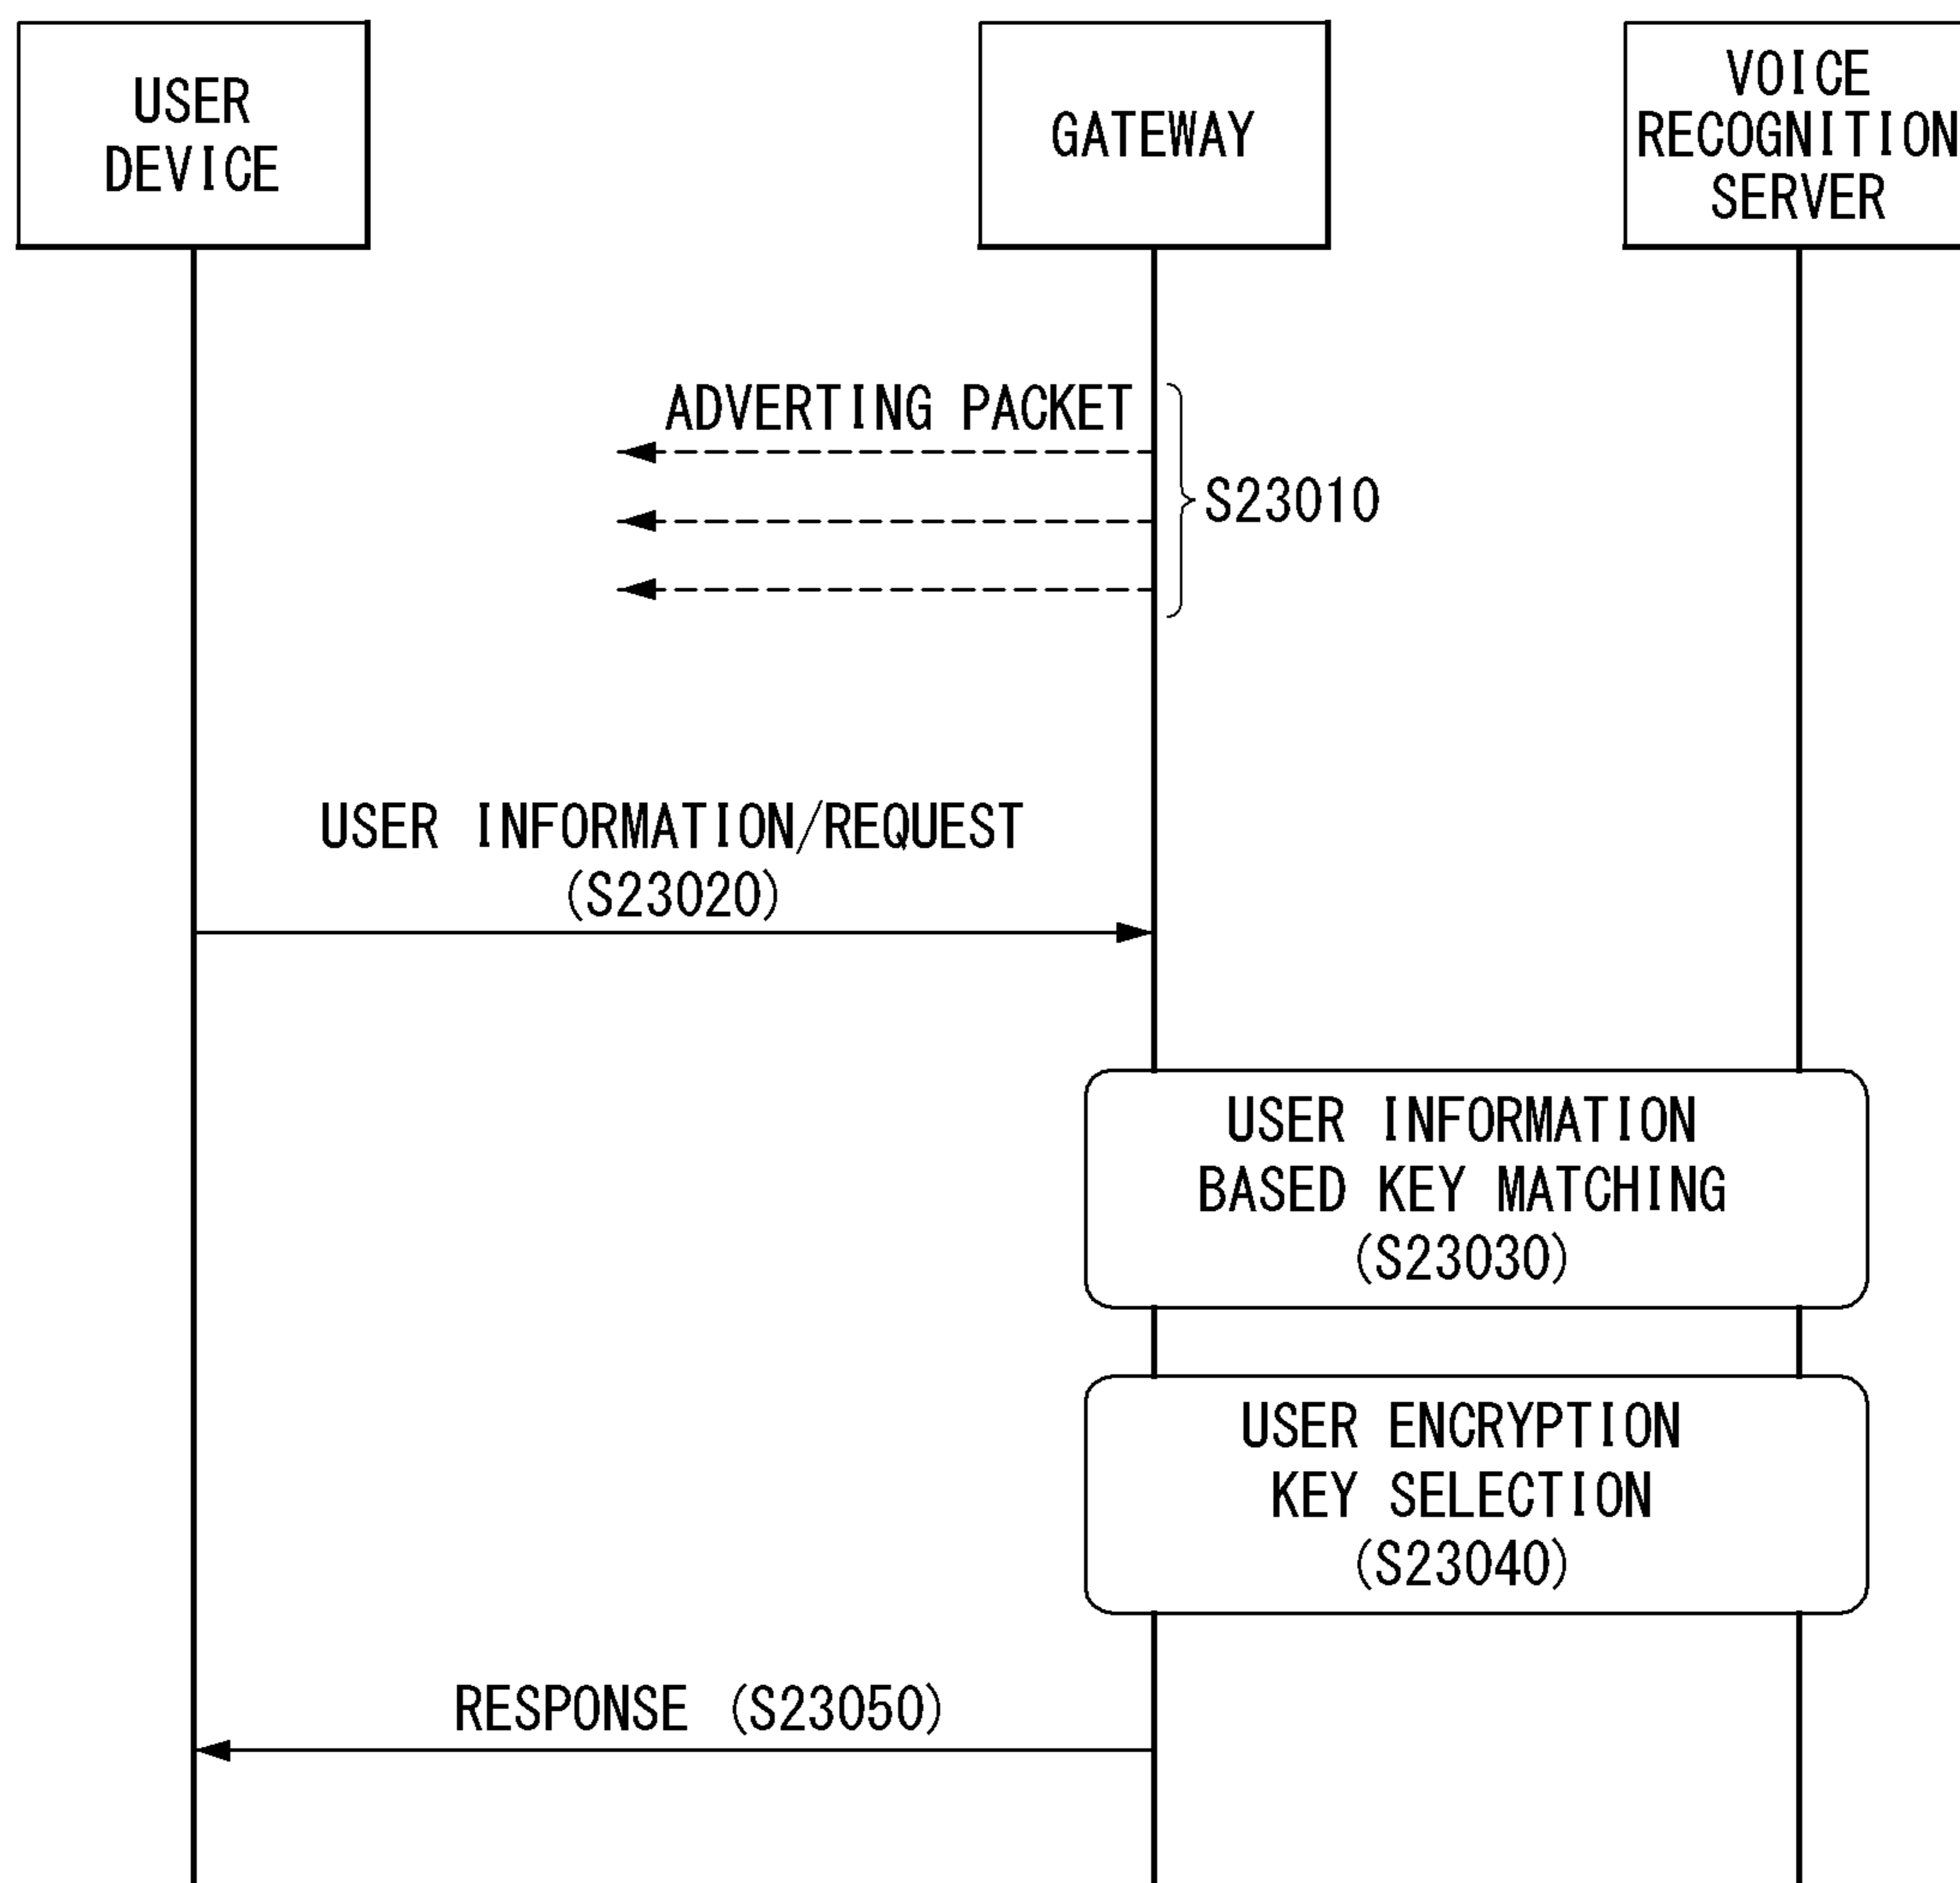 USER
DEVICE
GATEWAY
VOICE
RECOGNITION
SERVER
ADVERTING PACKET
S23010
USER INFORMATION/REQUEST
(S23020)
USER INFORMATION
BASED KEY MATCHING
(S23030)
USER ENCRYPTION
KEY SELECTION
(S23040)
RESPONSE (S23050)